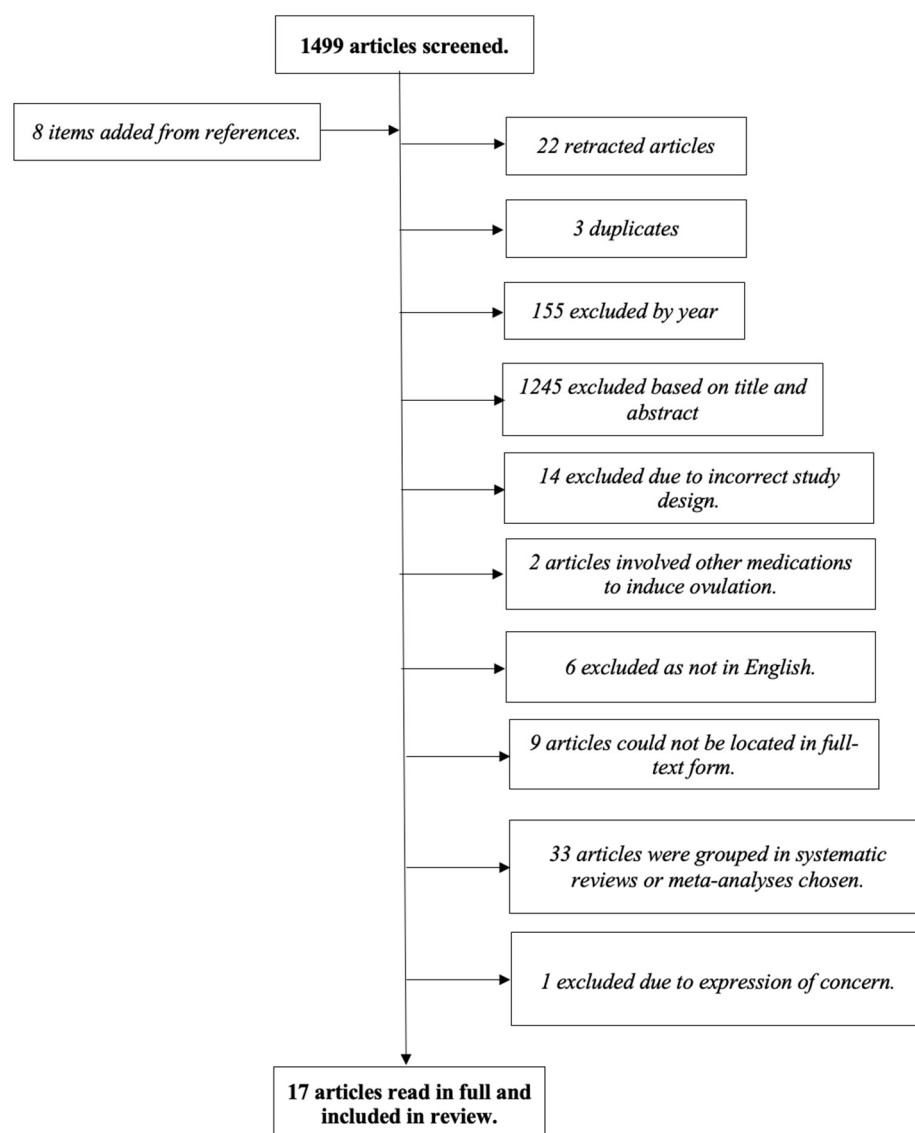 1499 articles screened.
8 items added from references.
22 retracted articles
3 duplicates
155 excluded by year
1245 excluded based on title and
abstract
14 excluded due to incorrect study
design.
2 articles involved other medications
to induce ovulation.
6 excluded as not in English.
9 articles could not be located in full-
text form.
33 articles were grouped in systematic
reviews or meta-analyses chosen.
1 excluded due to expression of concern.
17 articles read in full and
included in review.